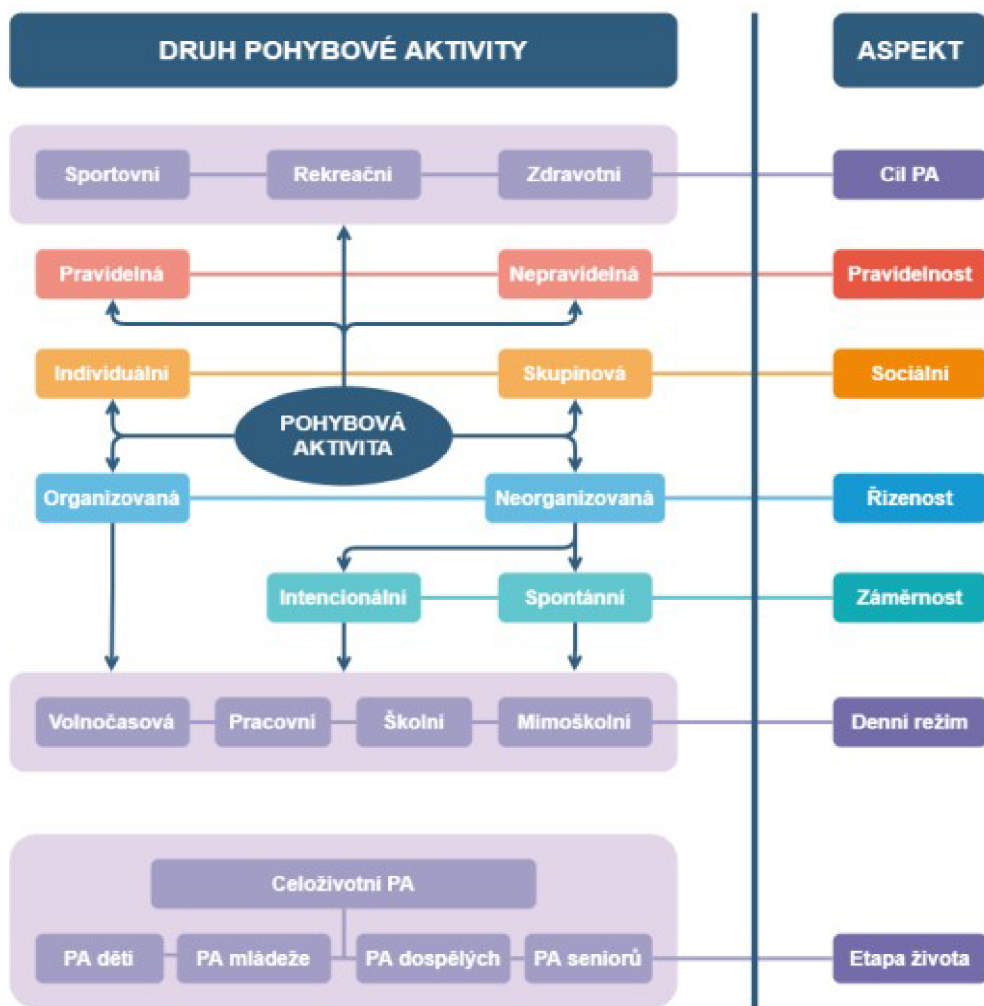 DRUH POHYBOVÉ AKTIVITY
ASPEKT
Sportovní
Rekreační
Zdravotní
Cíl PA
Pravidelná
Nepravidelná
Pravidelnost
Individuální
Skupinová
Sociální
POHYBOVÁ
AKTIVITA
Organizovaná
Neorganizovaná
Řízenost
Intencionální
Spontánní
Záměrnost
Volnočasová
Pracovní
Školní
Mimoškolní
Denní režim
Celoživotní PA
PA dětí
PA mládeže
PA dospělých
PA seniorů
Etapa života